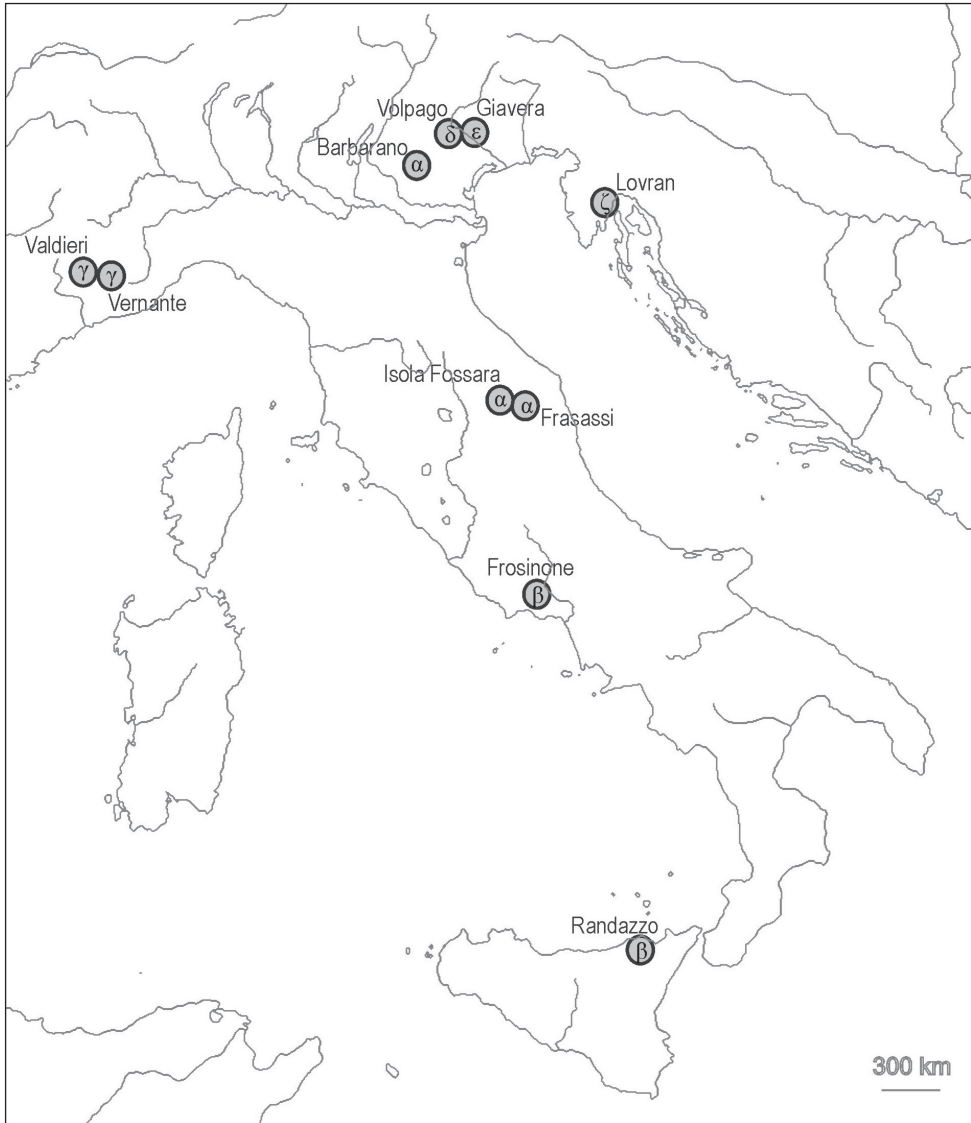 Volpago Giavera
δ ε
Barbarano
α
Lovran
ζ
Valdieri
γ γ
Vernante
Isola Fossara
α α
Frasassi
Frosinone
β
Randazzo
β
300 km